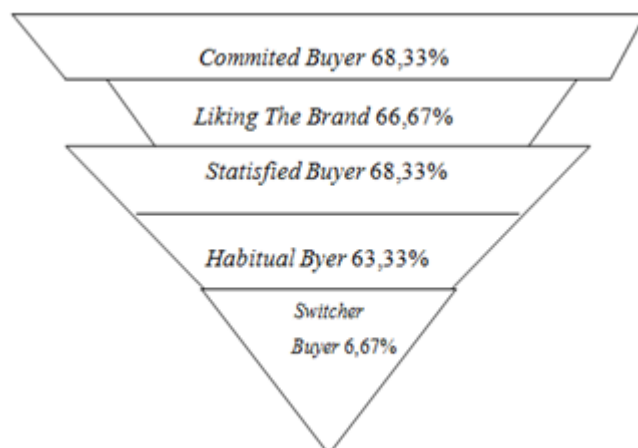 Commited Buyer 68,33%
Liking The Brand 66,67%
Statisfied Buyer 68,33%
Habitual Byer 63,33%
Switcher
Buyer 6,67%